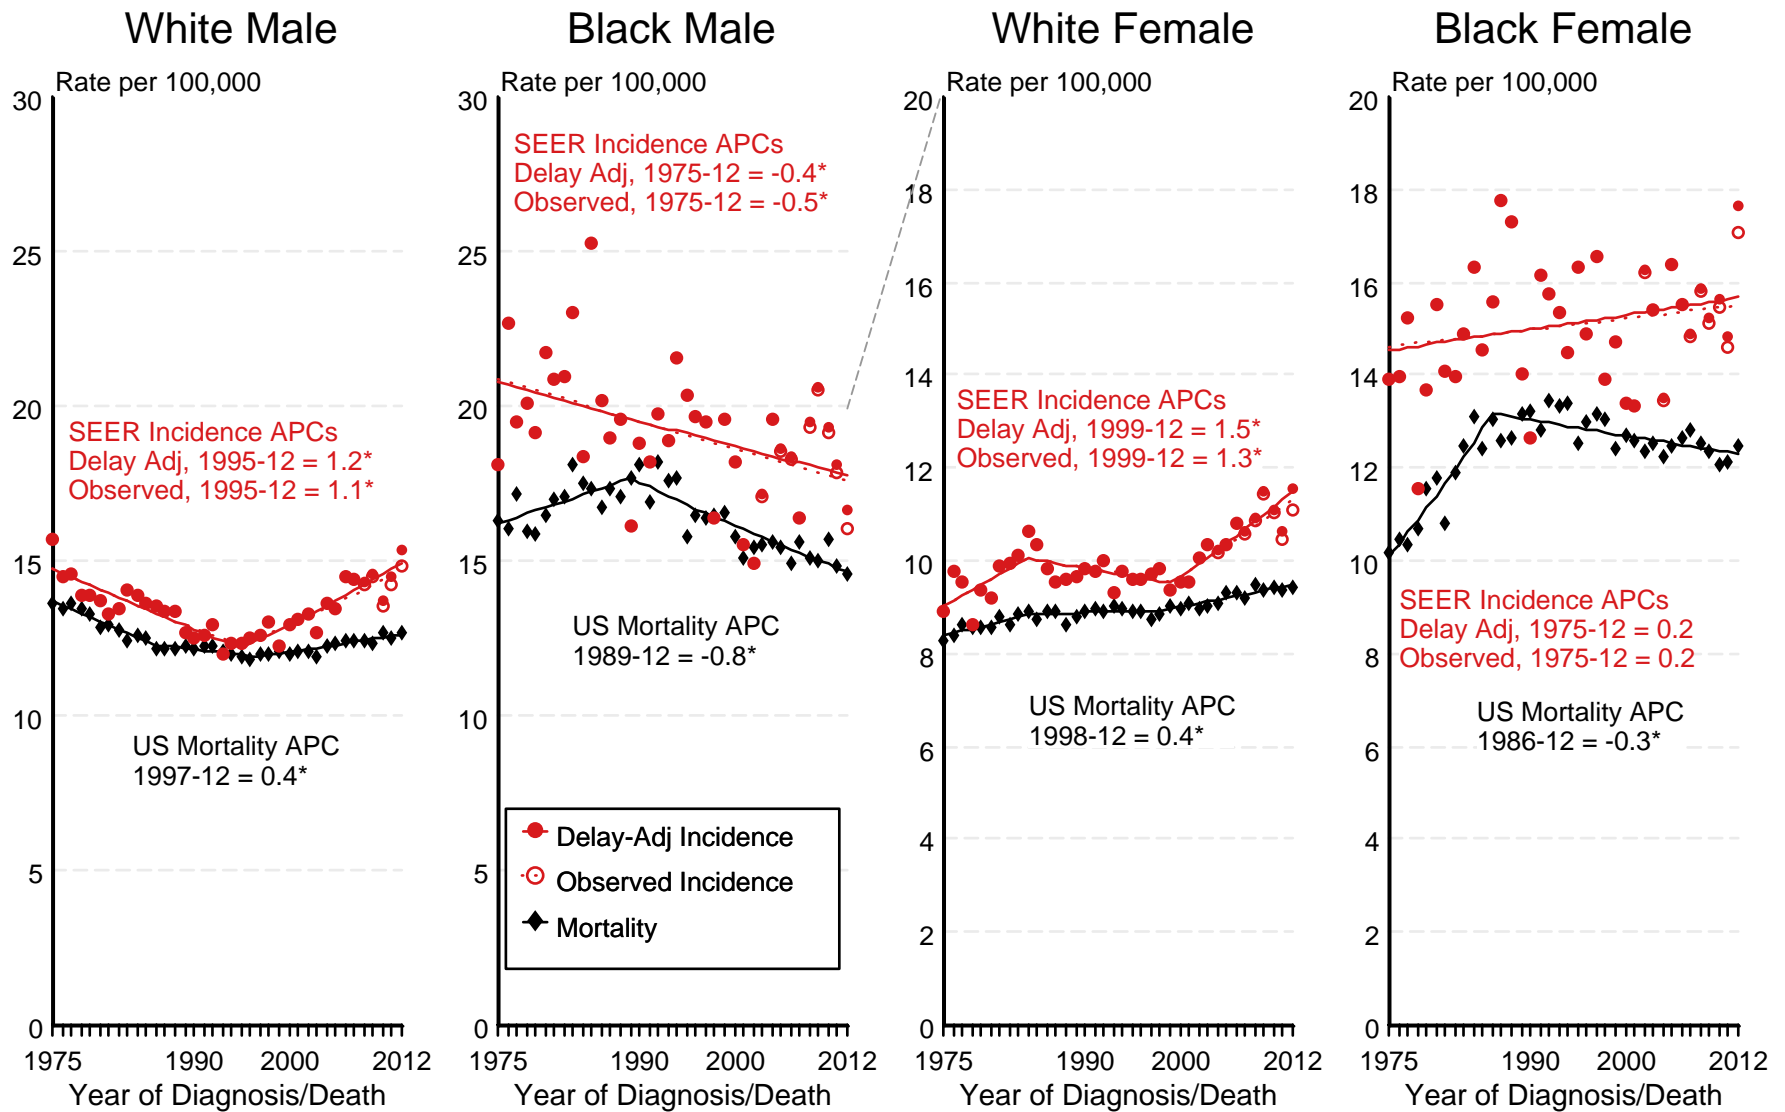 White Male
Rate per 100,000
30
25
20
15
10
5
0
SEER Incidence APCs
Delay Adj, 1995-12 = 1.2*
Observed, 1995-12 = 1.1*
US Mortality APC
1997-12 = 0.4*
1975 1990 2000 2012
Year of Diagnosis/Death
Black Male
Rate per 100,000
30
25
20
15
10
5
0
SEER Incidence APCs
Delay Adj, 1975-12 = -0.4*
Observed, 1975-12 = -0.5*
US Mortality APC
1989-12 = -0.8*
Delay-Adj Incidence
Observed Incidence
Mortality
1975 1990 2000 2012
Year of Diagnosis/Death
White Female
Rate per 100,000
20
18
16
14
12
10
8
6
4
2
0
SEER Incidence APCs
Delay Adj, 1999-12 = 1.5*
Observed, 1999-12 = 1.3*
US Mortality APC
1998-12 = 0.4*
1975 1990 2000 2012
Year of Diagnosis/Death
Black Female
Rate per 100,000
20
18
16
14
12
10
8
6
4
2
0
SEER Incidence APCs
Delay Adj, 1975-12 = 0.2
Observed, 1975-12 = 0.2
US Mortality APC
1986-12 = -0.3*
1975 1990 2000 2012
Year of Diagnosis/Death